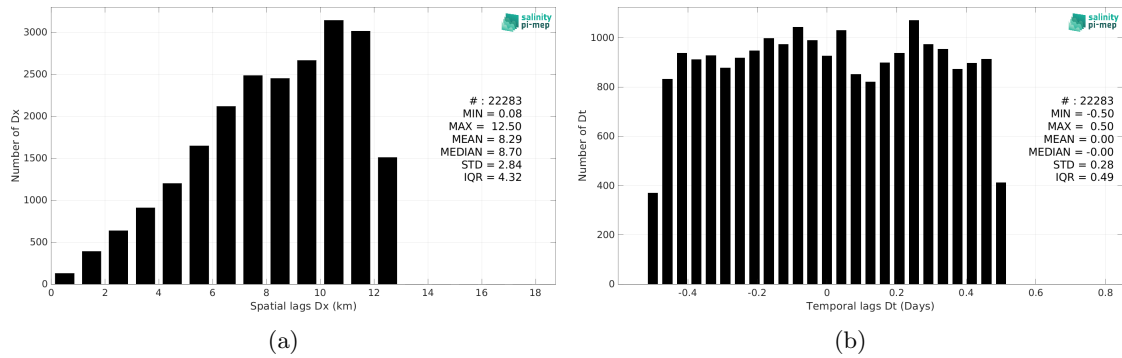 salinity
pi-mep
3000
2500
2000
1500
1000
500
0
Number of Dx
# : 22283
MIN = 0.08
MAX = 12.50
MEAN = 8.29
MEDIAN = 8.70
STD = 2.84
IQR = 4.32
0 2 4 6 8 10 12 14 16 18
Spatial lags Dx (km)
(a)
salinity
pi-mep
1000
800
600
400
200
0
Number of Dt
# : 22283
MIN = -0.50
MAX = 0.50
MEAN = 0.00
MEDIAN = -0.00
STD = 0.28
IQR = 0.49
-0.4 -0.2 0 0.2 0.4 0.6 0.8
Temporal lags Dt (Days)
(b)